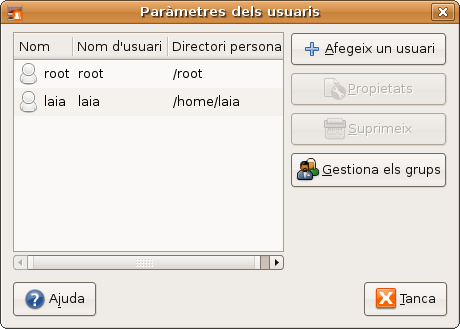 Paràmetres dels usuaris
Nom Nom d'usuari Directori persona
root root /root
laia laia /home/laia
Afegeix un usuari
Propietats
Suprimeix
Gestiona els grups
Ajuda
Tanca